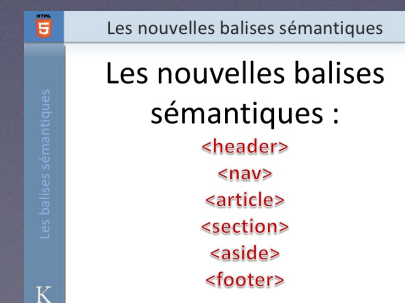 HTML
5
Les nouvelles balises sémantiques
Les balises sémantiques
K
Les nouvelles balises
sémantiques :
<header>
<nav>
<article>
<section>
<aside>
<footer>